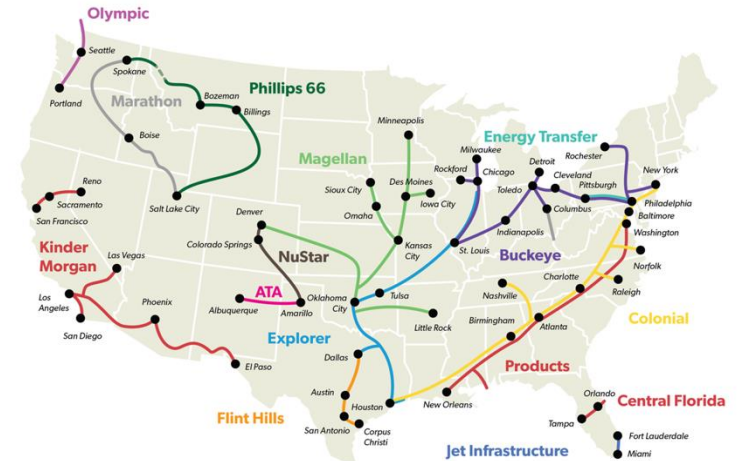 Olympic
Seattle
Spokane
Portland
Marathon
Phillips 66
Bozeman
Billings
Boise
Salt Lake City
Minneapolis
Magellan
Sioux City
Des Moines
Omaha
Iowa City
Milwaukee
Rockford
Chicago
Energy Transfer
Detroit
Rochester
Cleveland
Toledo
Pittsburgh
New York
Philadelphia
Baltimore
Washington
Columbus
Indianapolis
Buckeye
St. Louis
Kansas
City
Reno
Sacramento
San Francisco
Kinder
Morgan
Las Vegas
Los
Angeles
San Diego
Phoenix
El Paso
Denver
Colorado Springs
NuStar
ATA
Albuquerque
Amarillo
Oklahoma
City
Tulsa
Little Rock
Explorer
Dallas
Austin
Houston
San Antonio
Corpus
Christi
Flint Hills
Nashville
Birmingham
Charlotte
Norfolk
Raleigh
Atlanta
Colonial
Products
New Orleans
Orlando
Central Florida
Tampa
Fort Lauderdale
Miami
Jet Infrastructure